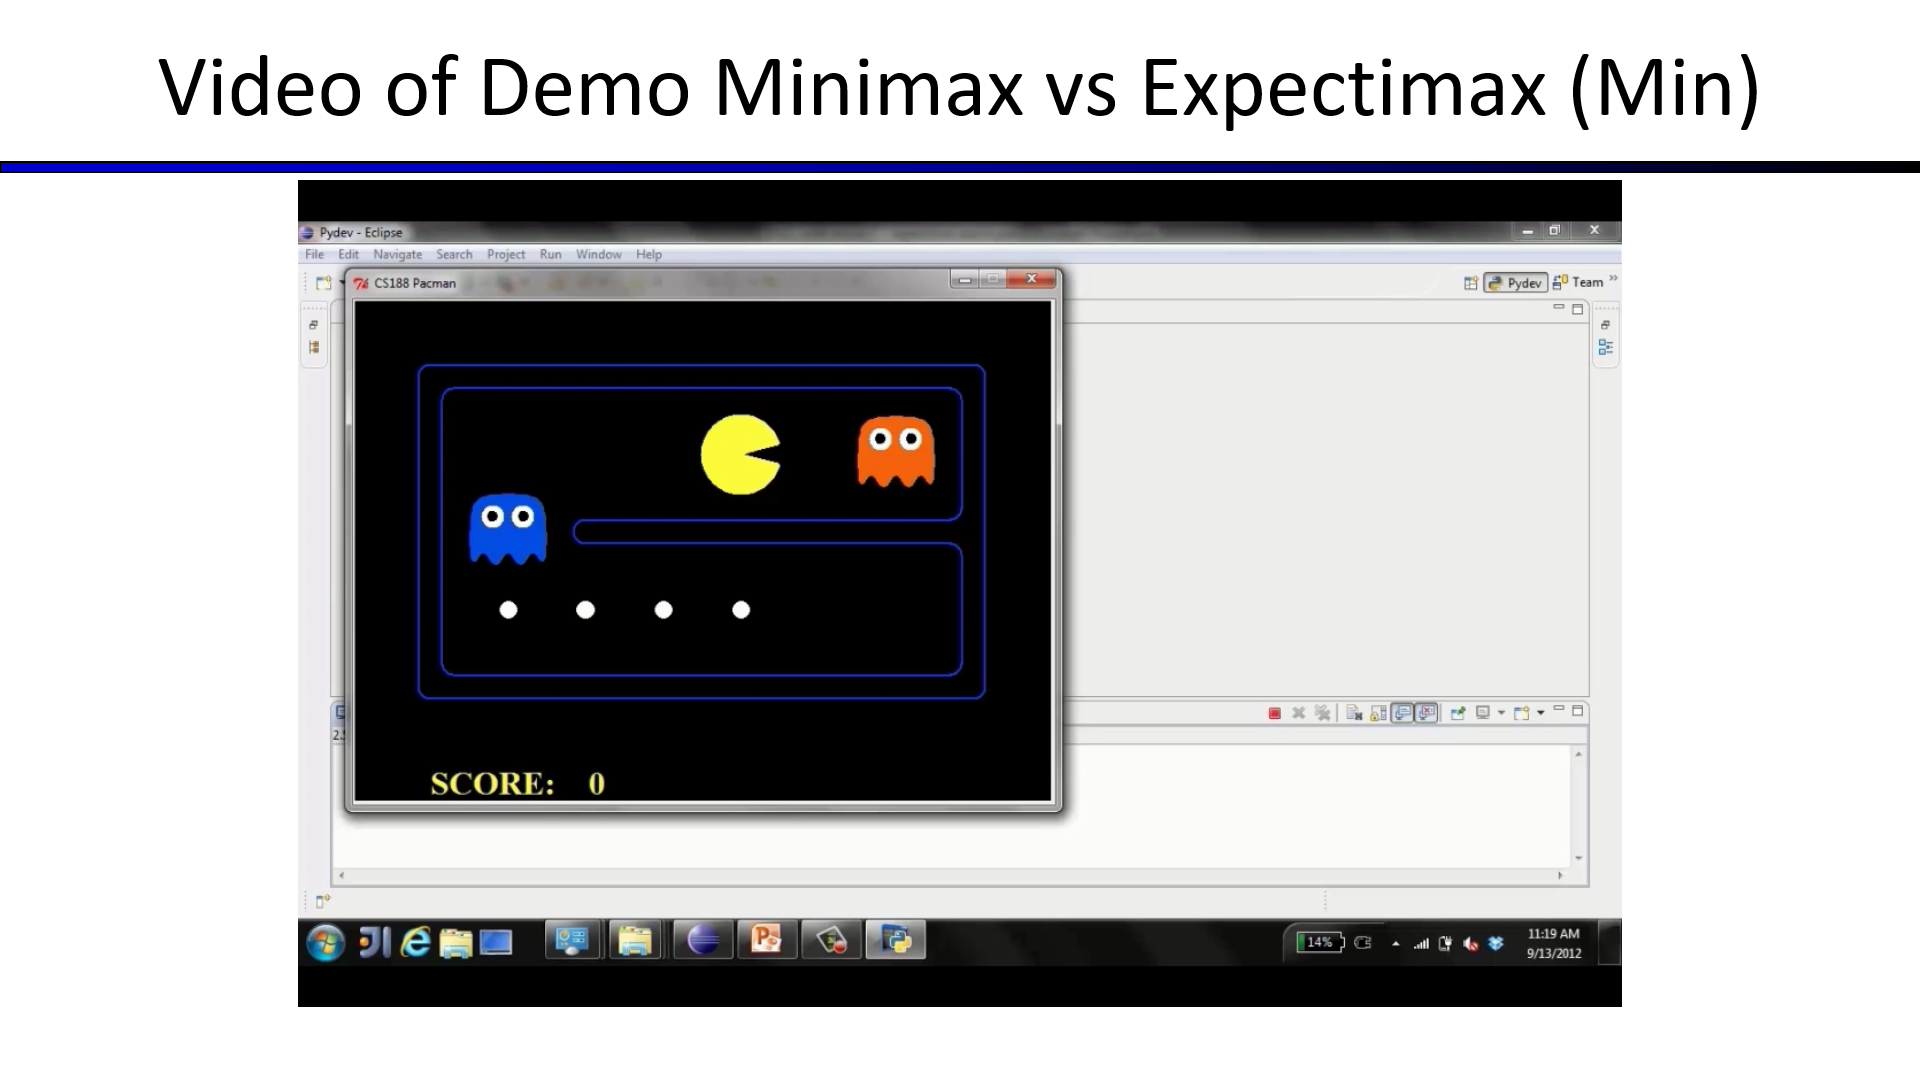 Video of Demo Minimax vs Expectimax (Min)
Pydev - Eclipse
File Edit Navigate Search Project Run Window Help
CS188 Pacman
Pydev Team
SCORE: 0
14%
11:19 AM
9/13/2012